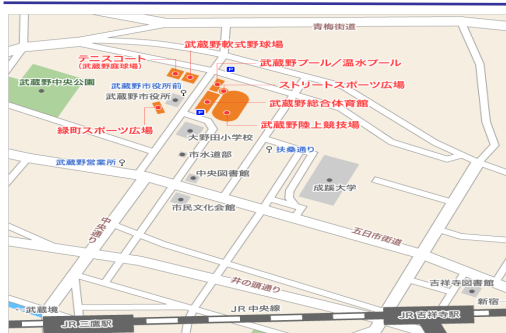 青梅街道
武蔵野軟式野球場
テニスコート
(武蔵野庭球場)
武蔵野プール/温水プール
P
武蔵野中央公園
武蔵野市役所前
ストリートスポーツ広場
武蔵野市役所
武蔵野総合体育館
P
緑町スポーツ広場
武蔵野陸上競技場
大野田小学校
市水道部
扶桑通り
武蔵野営業所
中央図書館
成蹊大学
市民文化会館
中央通り
五日市街道
井の頭通り
吉祥寺図書館
新宿
武蔵境
JR 中央線
JR 吉祥寺駅
JR 三鷹駅